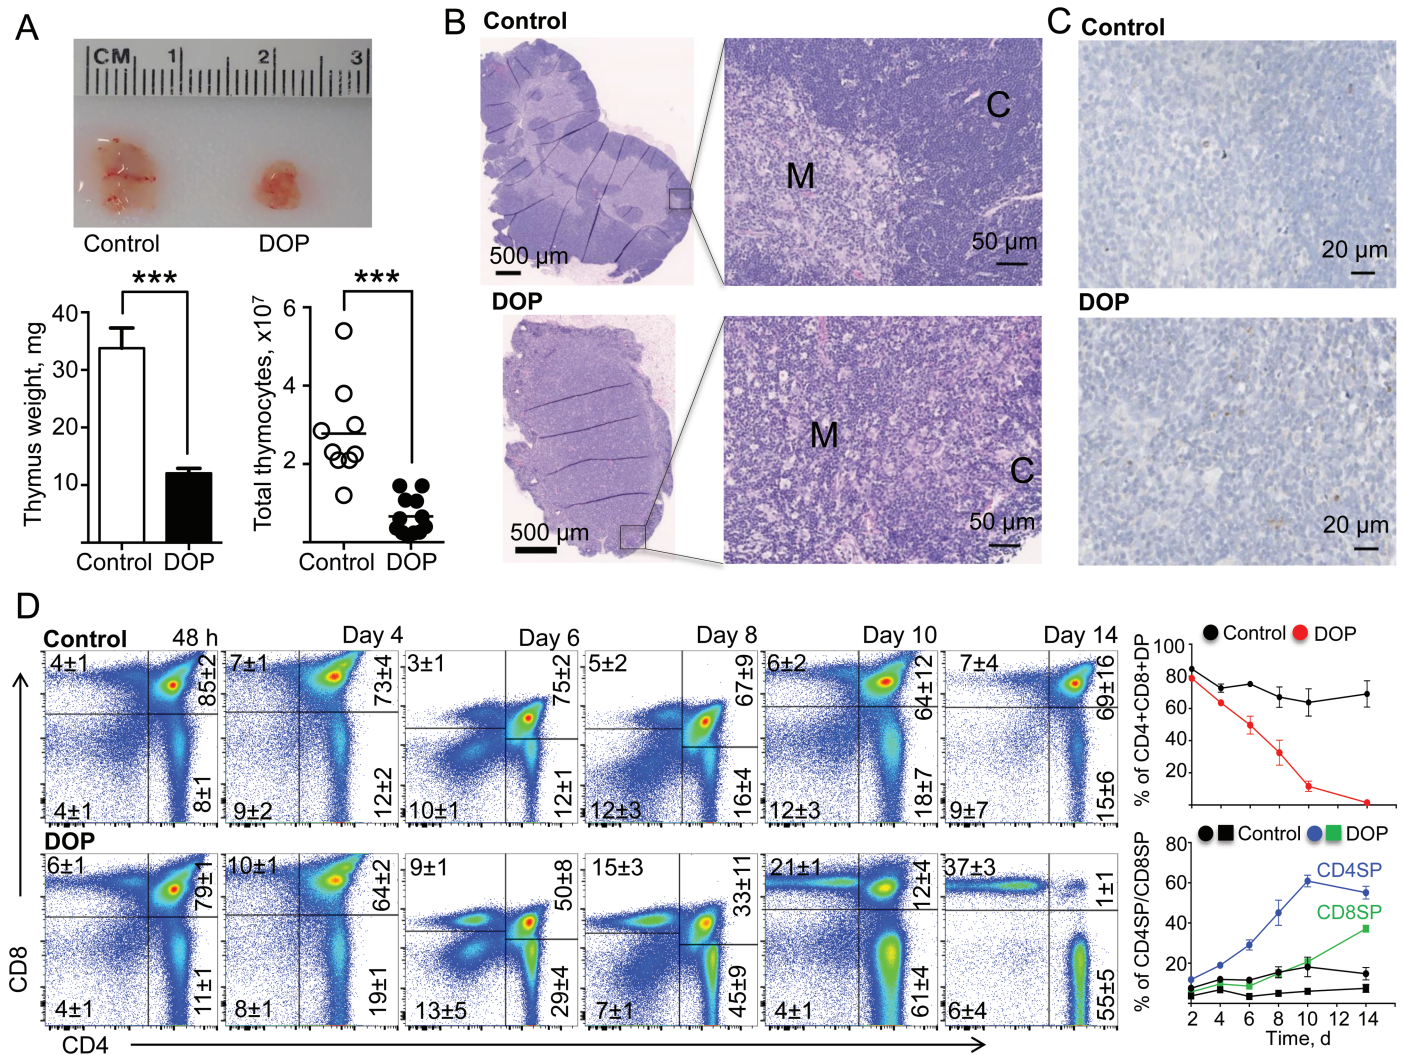 A
CM 1 2 3
Control DOP
***
Thymus weight, mg
40
30
20
10
Control DOP
***
Total thymocytes, x10⁷
6
4
2
Control DOP
B
Control
500 µm
M
C
50 µm
DOP
500 µm
M
C
50 µm
C
Control
20 µm
DOP
20 µm
D
Control
48 h
Day 4
Day 6
Day 8
Day 10
Day 14
4±1
85±2
4±1
8±1
7±1
73±4
9±2
12±2
3±1
75±2
10±1
12±1
5±2
67±9
12±3
16±4
6±2
64±12
12±3
18±7
7±4
69±16
9±7
15±6
DOP
6±1
79±1
4±1
11±1
10±1
64±2
8±1
19±1
9±1
50±8
13±5
29±4
15±3
33±11
7±1
45±9
21±1
12±4
4±1
61±4
37±3
1±1
6±4
55±5
CD8
CD4
Control DOP
% of CD4+CD8+DP
100
80
60
40
20
Control DOP
% of CD4SP/CD8SP
80
60
40
20
CD4SP
CD8SP
2 4 6 8 10 12 14
Time, d